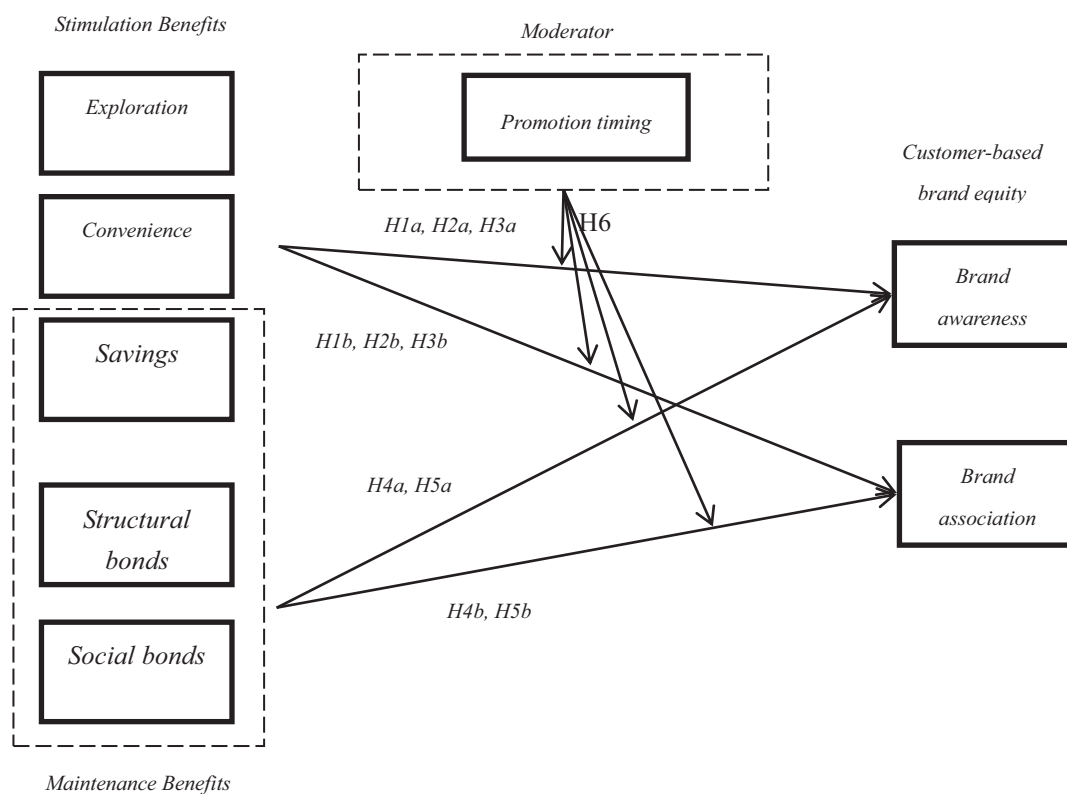 Stimulation Benefits
Exploration
Convenience
Savings
Structural
bonds
Social bonds
Maintenance Benefits
Moderator
Promotion timing
H6
H1a, H2a, H3a
H1b, H2b, H3b
H4a, H5a
H4b, H5b
Customer-based
brand equity
Brand
awareness
Brand
association